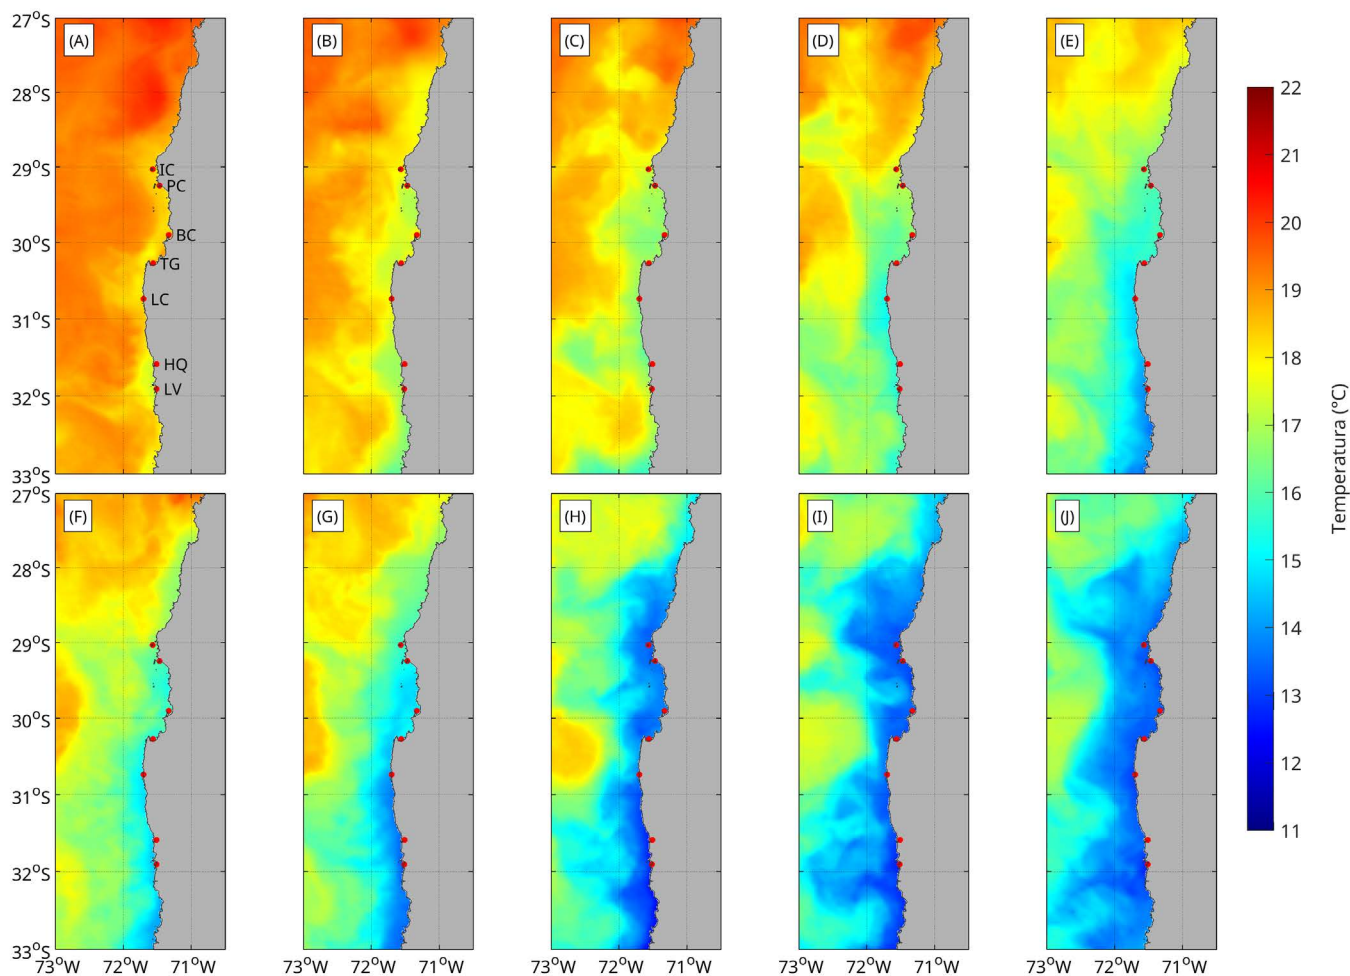 27°S (A) (B) (C) (D) (E)
28°S 22
29°S IC 21
PC
30°S BC 20
TG
LC
31°S 19
HQ
LV
32°S 18
33°S 17
27°S (F) (G) (H) (I) (J) 16
28°S 15
29°S 14
30°S 13
31°S 12
32°S 11
33°S
73°W 72°W 71°W 73°W 72°W 71°W 73°W 72°W 71°W 73°W 72°W 71°W 73°W 72°W 71°W
Temperatura (°C)